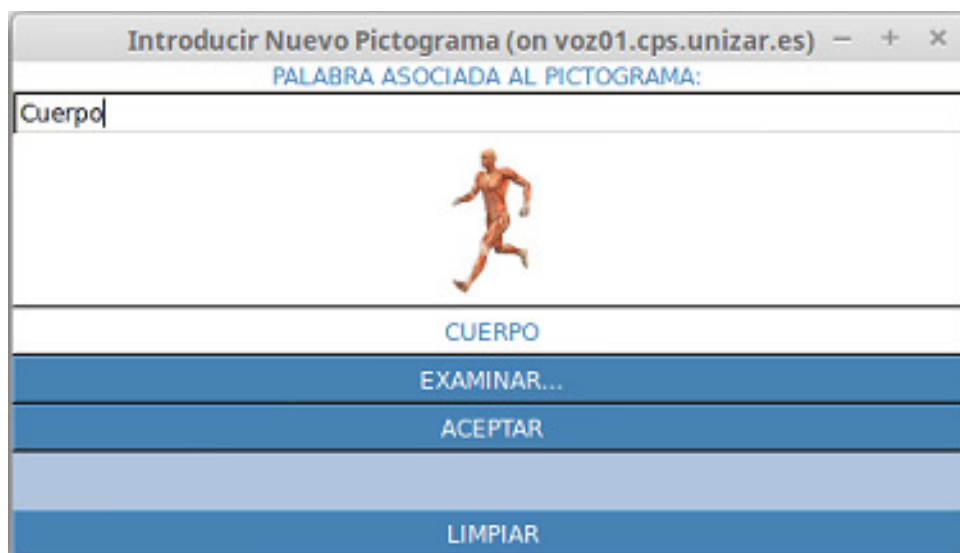 Introducir Nuevo Pictograma (on voz01.cps.unizar.es)
PALABRA ASOCIADA AL PICTOGRAMA:
Cuerpo
CUERPO
EXAMINAR...
ACEPTAR
LIMPIAR